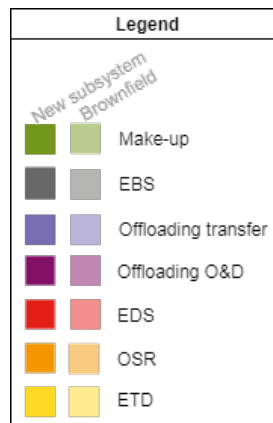 Legend
New subsystem
Brownfield
Make-up
EBS
Offloading transfer
Offloading O&D
EDS
OSR
ETD